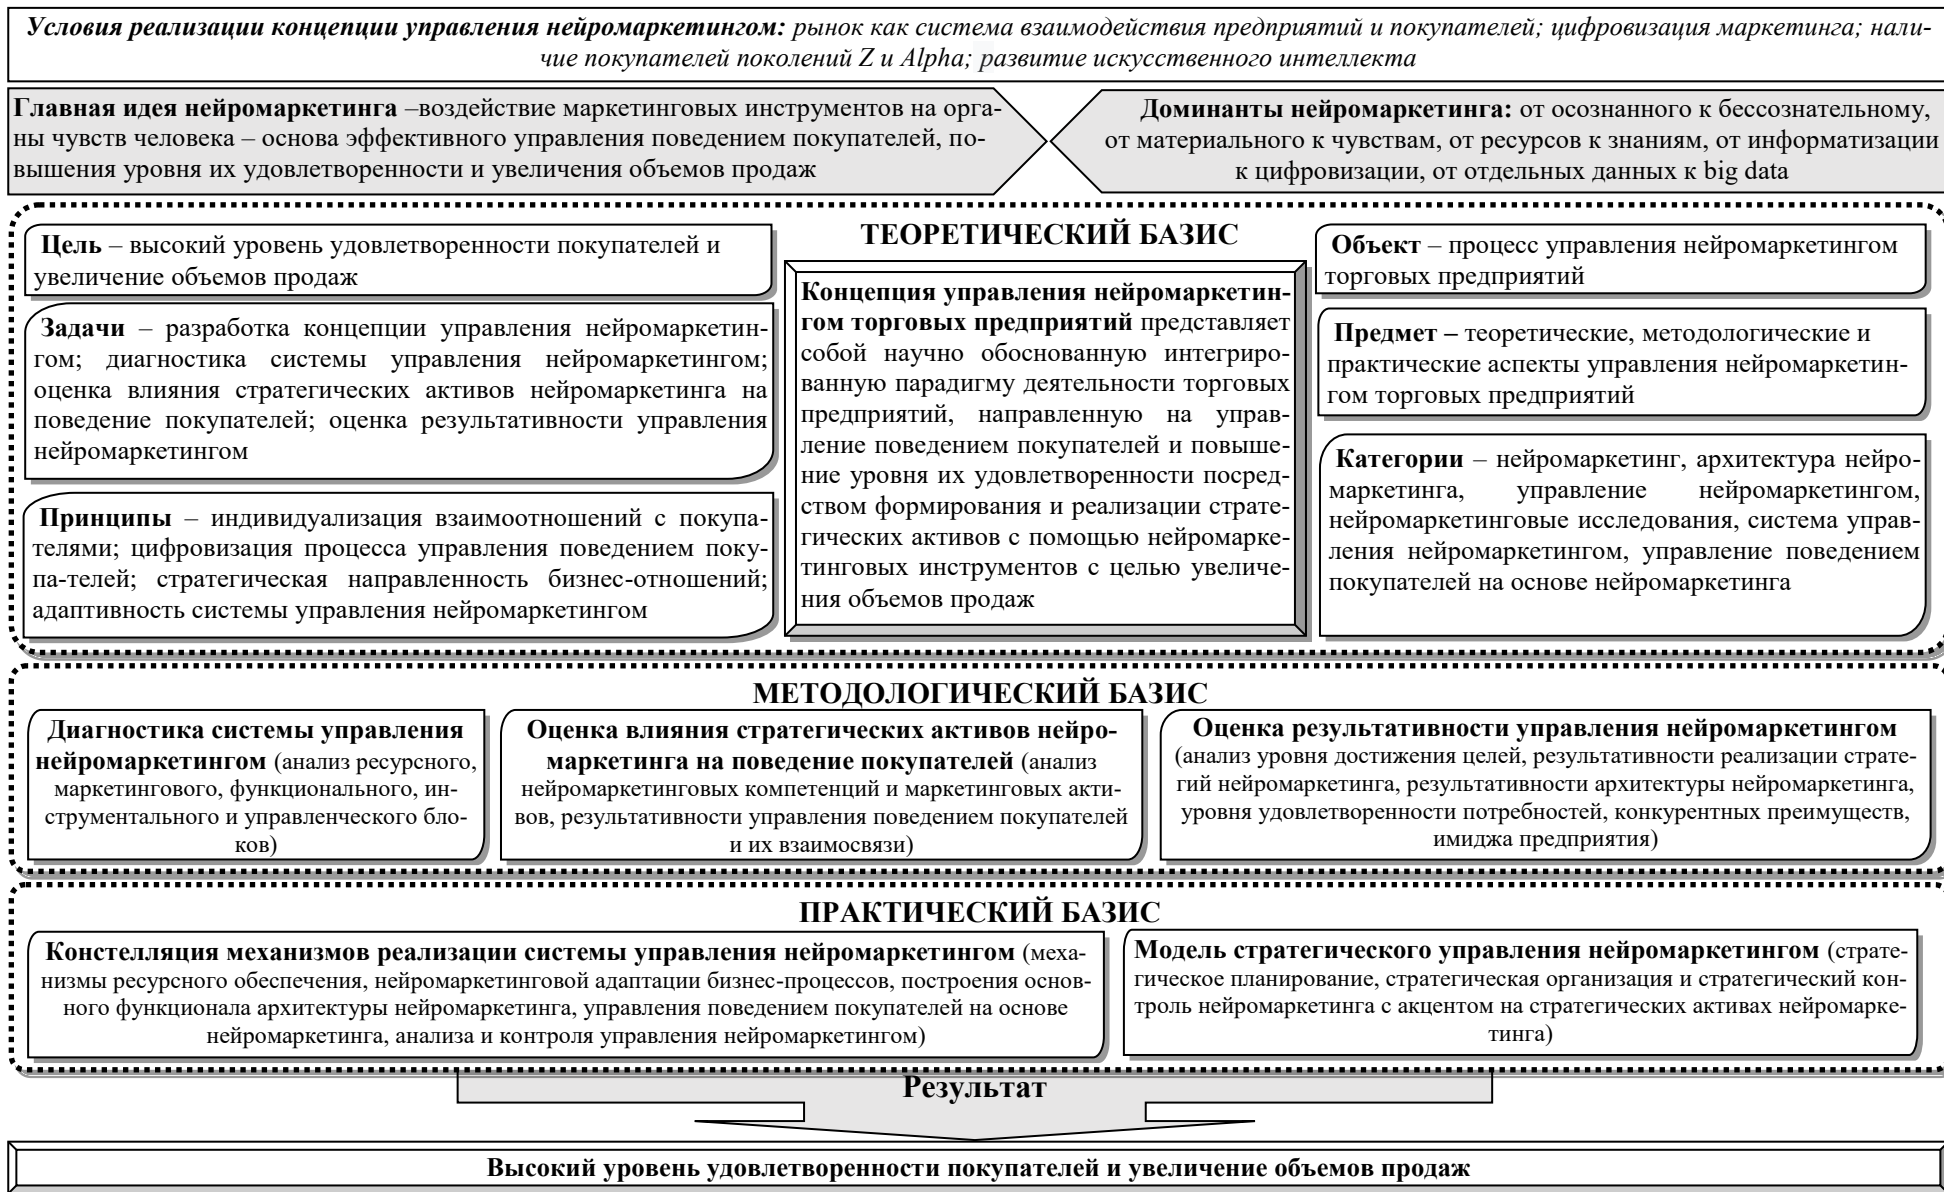 Условия реализации концепции управления нейромаркетингом: рынок как система взаимодействия предприятий и покупателей; цифровизация маркетинга; нали-
чие покупателей поколений Z и Alpha; развитие искусственного интеллекта
Главная идея нейромаркетинга –воздействие маркетинговых инструментов на орга-
ны чувств человека – основа эффективного управления поведением покупателей, по-
вышения уровня их удовлетворенности и увеличения объемов продаж
Доминанты нейромаркетинга: от осознанного к бессознательному,
от материального к чувствам, от ресурсов к знаниям, от информатизации
к цифровизации, от отдельных данных к big data
ТЕОРЕТИЧЕСКИЙ БАЗИС
Цель – высокий уровень удовлетворенности покупателей и
увеличение объемов продаж
Задачи – разработка концепции управления нейромаркетин-
гом; диагностика системы управления нейромаркетингом;
оценка влияния стратегических активов нейромаркетинга на
поведение покупателей; оценка результативности управления
нейромаркетингом
Принципы – индивидуализация взаимоотношений с покупа-
телями; цифровизация процесса управления поведением поку-
па-телей; стратегическая направленность бизнес-отношений;
адаптивность системы управления нейромаркетингом
Концепция управления нейромаркетин-
гом торговых предприятий представляет
собой научно обоснованную интегриро-
ванную парадигму деятельности торговых
предприятий, направленную на управ-
ление поведением покупателей и повыше-
ние уровня их удовлетворенности посред-
ством формирования и реализации страте-
гических активов с помощью нейромарке-
тинговых инструментов с целью увеличе-
ния объемов продаж
Объект – процесс управления нейромаркетингом
торговых предприятий
Предмет – теоретические, методологические и
практические аспекты управления нейромаркетин-
гом торговых предприятий
Категории – нейромаркетинг, архитектура нейро-
маркетинга, управление нейромаркетингом,
нейромаркетинговые исследования, система управ-
ления нейромаркетингом, управление поведением
покупателей на основе нейромаркетинга
МЕТОДОЛОГИЧЕСКИЙ БАЗИС
Диагностика системы управления
нейромаркетингом (анализ ресурсного,
маркетингового, функционального, ин-
струментального и управленческого бло-
ков)
Оценка влияния стратегических активов нейро-
маркетинга на поведение покупателей (анализ
нейромаркетинговых компетенций и маркетинговых акти-
вов, результативности управления поведением покупателей
и их взаимосвязи)
Оценка результативности управления нейромаркетингом
(анализ уровня достижения целей, результативности реализации страте-
гий нейромаркетинга, результативности архитектуры нейромаркетинга,
уровня удовлетворенности потребностей, конкурентных преимуществ,
имиджа предприятия)
ПРАКТИЧЕСКИЙ БАЗИС
Констелляция механизмов реализации системы управления нейромаркетингом (меха-
низмы ресурсного обеспечения, нейромаркетинговой адаптации бизнес-процессов, построения основ-
ного функционала архитектуры нейромаркетинга, управления поведением покупателей на основе
нейромаркетинга, анализа и контроля управления нейромаркетингом)
Модель стратегического управления нейромаркетингом (страте-
гическое планирование, стратегическая организация и стратегический кон-
троль нейромаркетинга с акцентом на стратегических активах нейромарке-
тинга)
Результат
Высокий уровень удовлетворенности покупателей и увеличение объемов продаж